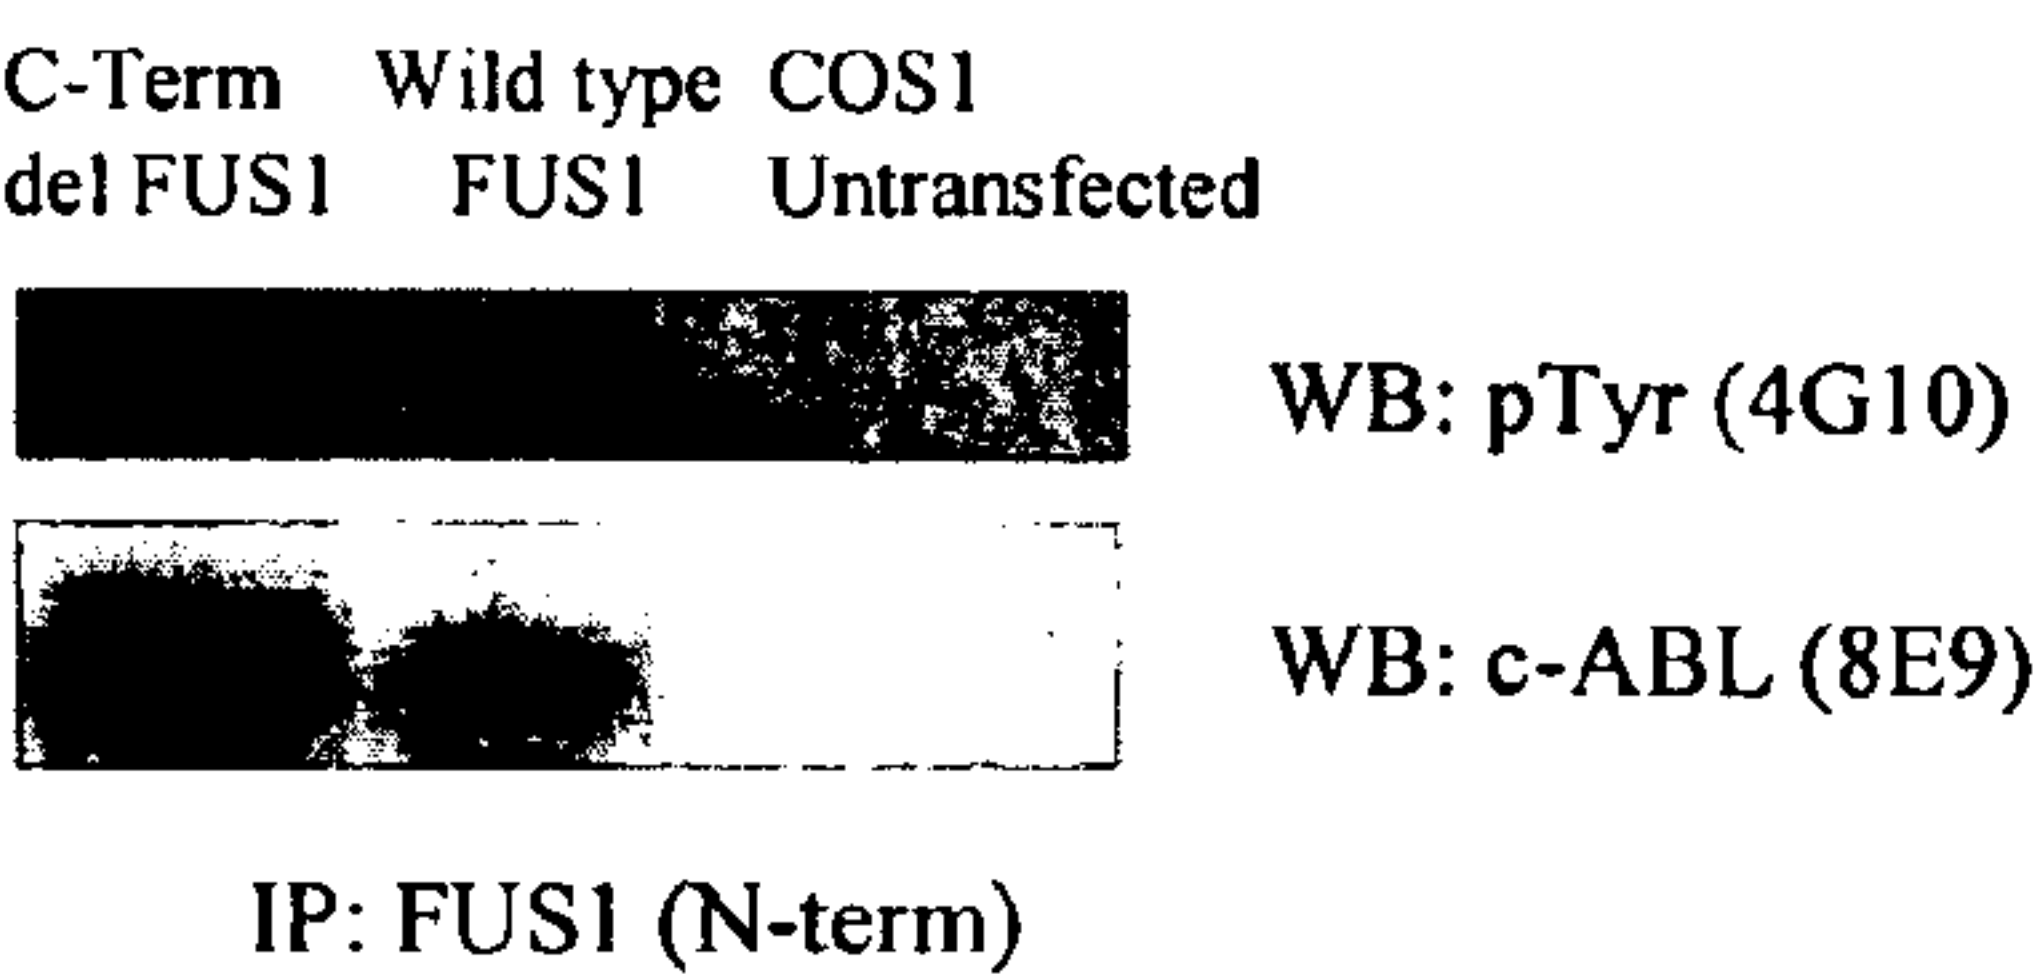 C-Term Wild type COS1
del FUS1 FUS1 Untransfected
WB: pTyr (4G10)
WB: c-ABL (8E9)
IP: FUS1 (N-term)